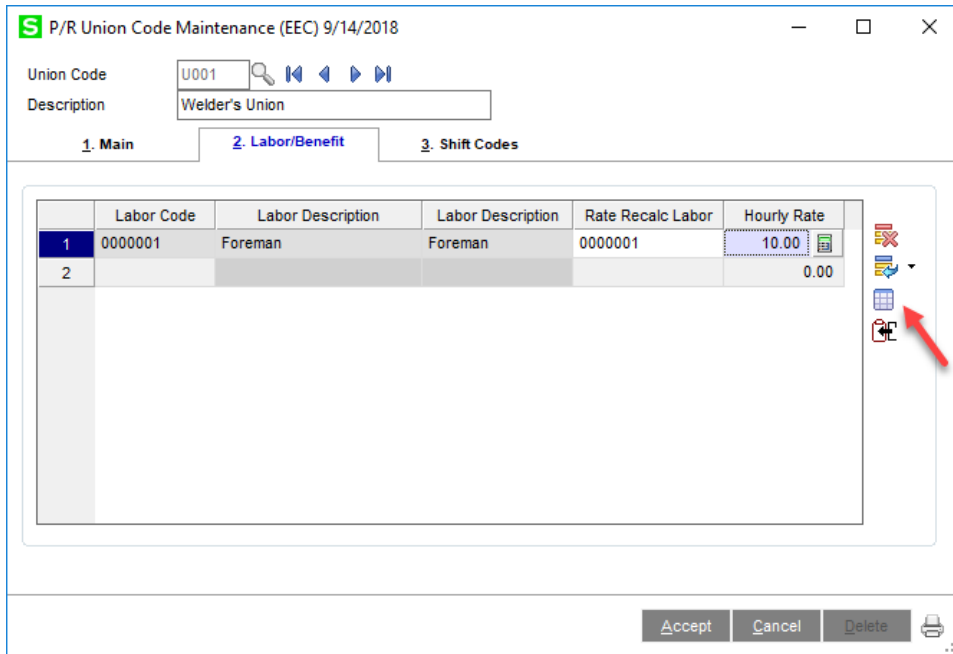 S P/R Union Code Maintenance (EEC) 9/14/2018
Union Code U001
Description Welder's Union
1. Main 2. Labor/Benefit 3. Shift Codes
Labor Code Labor Description Labor Description Rate Recalc Labor Hourly Rate
1 0000001 Foreman Foreman 0000001 10.00
2 0.00
Accept Cancel Delete